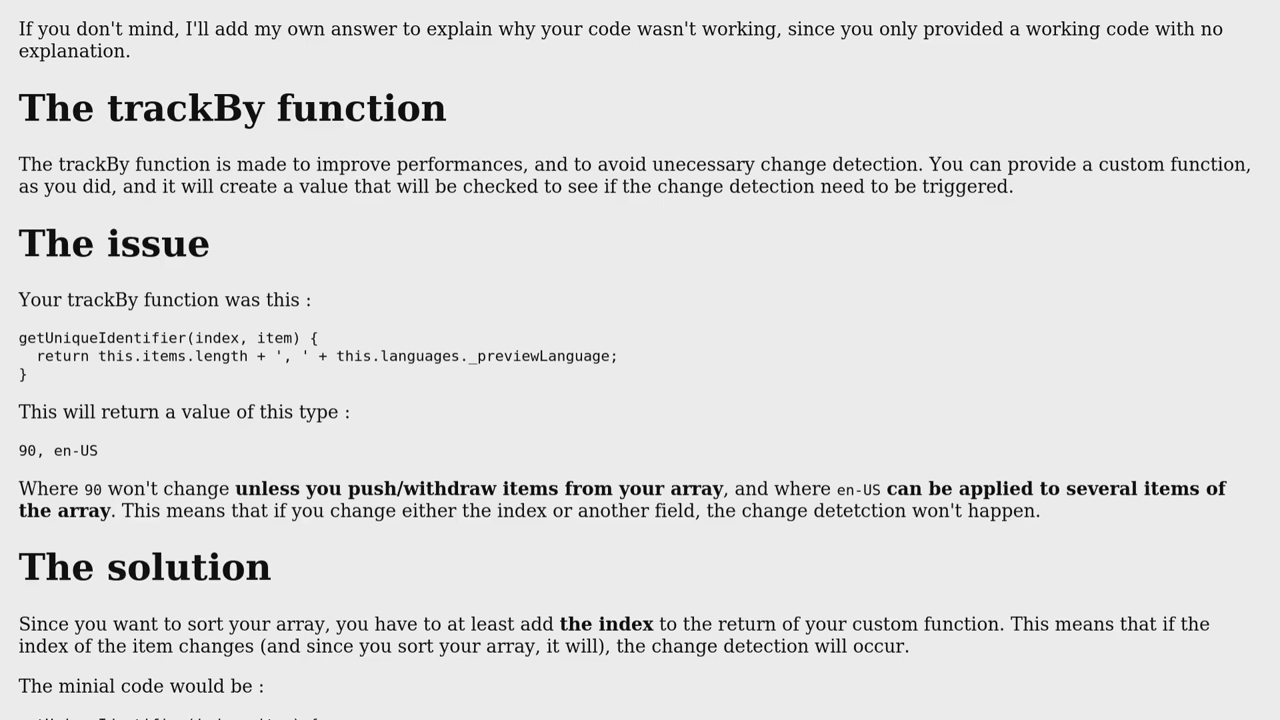 If you don't mind, I'll add my own answer to explain why your code wasn't working, since you only provided a working code with no
explanation.
The trackBy function
The trackBy function is made to improve performances, and to avoid unecessary change detection. You can provide a custom function,
as you did, and it will create a value that will be checked to see if the change detection need to be triggered.
The issue
Your trackBy function was this :
getUniqueIdentifier(index, item) {
  return this.items.length + ', ' + this.languages._previewLanguage;
}
This will return a value of this type :
90, en-US
Where 90 won't change unless you push/withdraw items from your array, and where en-US can be applied to several items of
the array. This means that if you change either the index or another field, the change detetction won't happen.
The solution
Since you want to sort your array, you have to at least add the index to the return of your custom function. This means that if the
index of the item changes (and since you sort your array, it will), the change detection will occur.
The minial code would be :